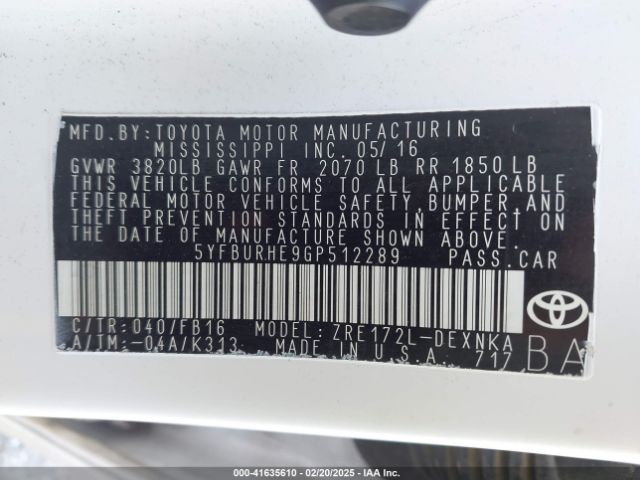 MFD.BY:TOYOTA MOTOR MANUFACTURING
MISSISSIPPI INC. 05/16
GVWR 3820LB GAWR FR 2070 LB RR 1850 LB
THIS VEHICLE CONFORMS TO ALL APPLICABLE
FEDERAL MOTOR VEHICLE SAFETY, BUMPER, AND
THEFT PREVENTION STANDARDS IN EFFECT ON
THE DATE OF MANUFACTURE SHOWN ABOVE.
5YFBURHE9GP512289 PASS.CAR
C/TR:040/FB16 MODEL:ZRE172L-DEXNKA
A/TM:-04A/K313 MADE IN U.S.A. 717
BA
000-41635610 | 02/20/2025 | IAA Inc.